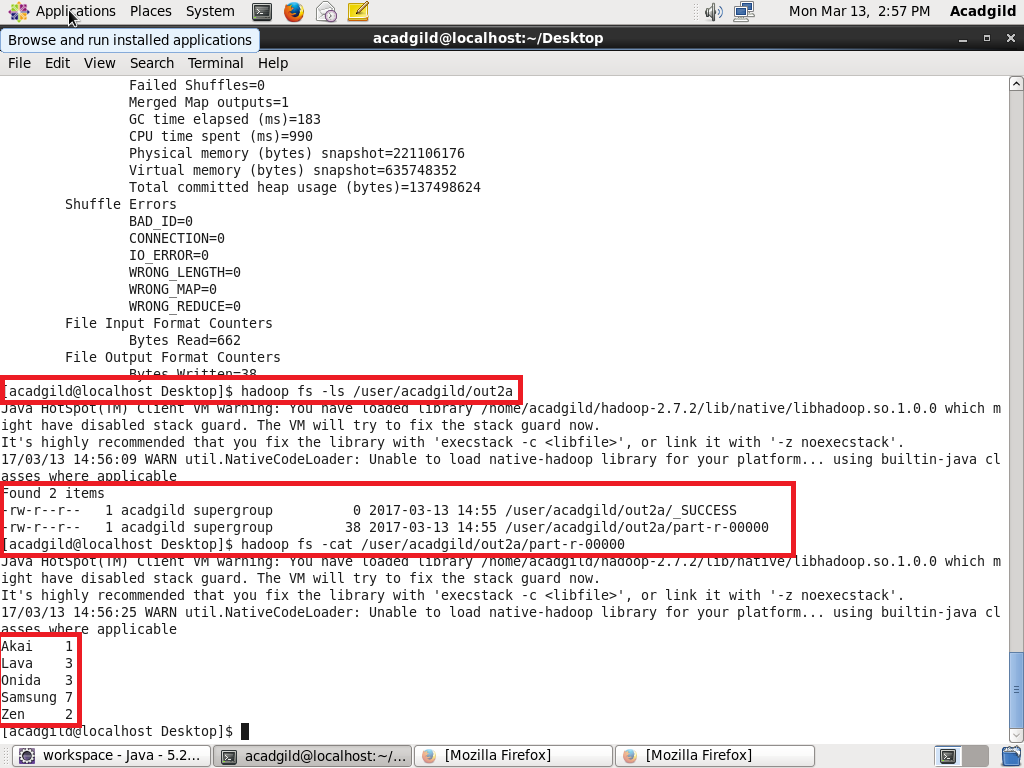 Applications Places System Mon Mar 13, 2:57 PM Acadgild
Browse and run installed applications
acadgild@localhost:~/Desktop
File Edit View Search Terminal Help
Failed Shuffles=0
Merged Map outputs=1
GC time elapsed (ms)=183
CPU time spent (ms)=990
Physical memory (bytes) snapshot=221106176
Virtual memory (bytes) snapshot=635748352
Total committed heap usage (bytes)=137498624
Shuffle Errors
BAD_ID=0
CONNECTION=0
IO_ERROR=0
WRONG_LENGTH=0
WRONG_MAP=0
WRONG_REDUCE=0
File Input Format Counters
Bytes Read=662
File Output Format Counters
Bytes Written=38
[acadgild@localhost Desktop]$ hadoop fs -ls /user/acadgild/out2a
Java HotSpot(TM) Client VM warning: You have loaded library /home/acadgild/hadoop-2.7.2/lib/native/libhadoop.so.1.0.0 which m
ight have disabled stack guard. The VM will try to fix the stack guard now.
It's highly recommended that you fix the library with 'execstack -c <libfile>', or link it with '-z noexecstack'.
17/03/13 14:56:09 WARN util.NativeCodeLoader: Unable to load native-hadoop library for your platform... using builtin-java cl
asses where applicable
Found 2 items
-rw-r--r-- 1 acadgild supergroup 0 2017-03-13 14:55 /user/acadgild/out2a/_SUCCESS
-rw-r--r-- 1 acadgild supergroup 38 2017-03-13 14:55 /user/acadgild/out2a/part-r-00000
[acadgild@localhost Desktop]$ hadoop fs -cat /user/acadgild/out2a/part-r-00000
Java HotSpot(TM) Client VM warning: You have loaded library /home/acadgild/hadoop-2.7.2/lib/native/libhadoop.so.1.0.0 which m
ight have disabled stack guard. The VM will try to fix the stack guard now.
It's highly recommended that you fix the library with 'execstack -c <libfile>', or link it with '-z noexecstack'.
17/03/13 14:56:25 WARN util.NativeCodeLoader: Unable to load native-hadoop library for your platform... using builtin-java cl
asses where applicable
Akai 1
Lava 3
Onida 3
Samsung 7
Zen 2
[acadgild@localhost Desktop]$
workspace - Java - 5.2... acadgild@localhost:~/... [Mozilla Firefox] [Mozilla Firefox]